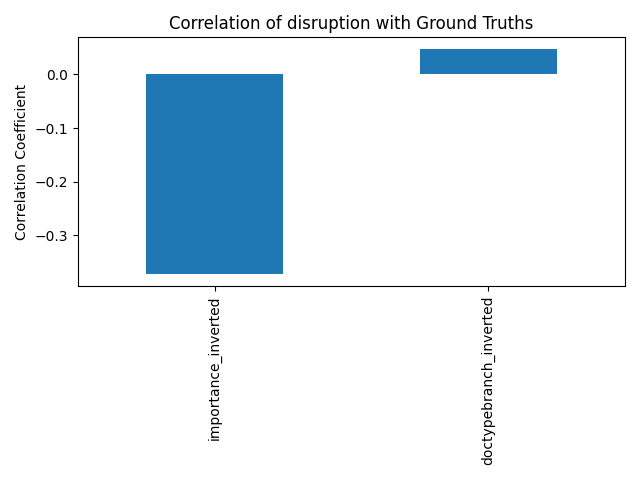 Correlation of disruption with Ground Truths
Correlation Coefficient
0.0
−0.1
−0.2
−0.3
importance_inverted
doctypebranch_inverted